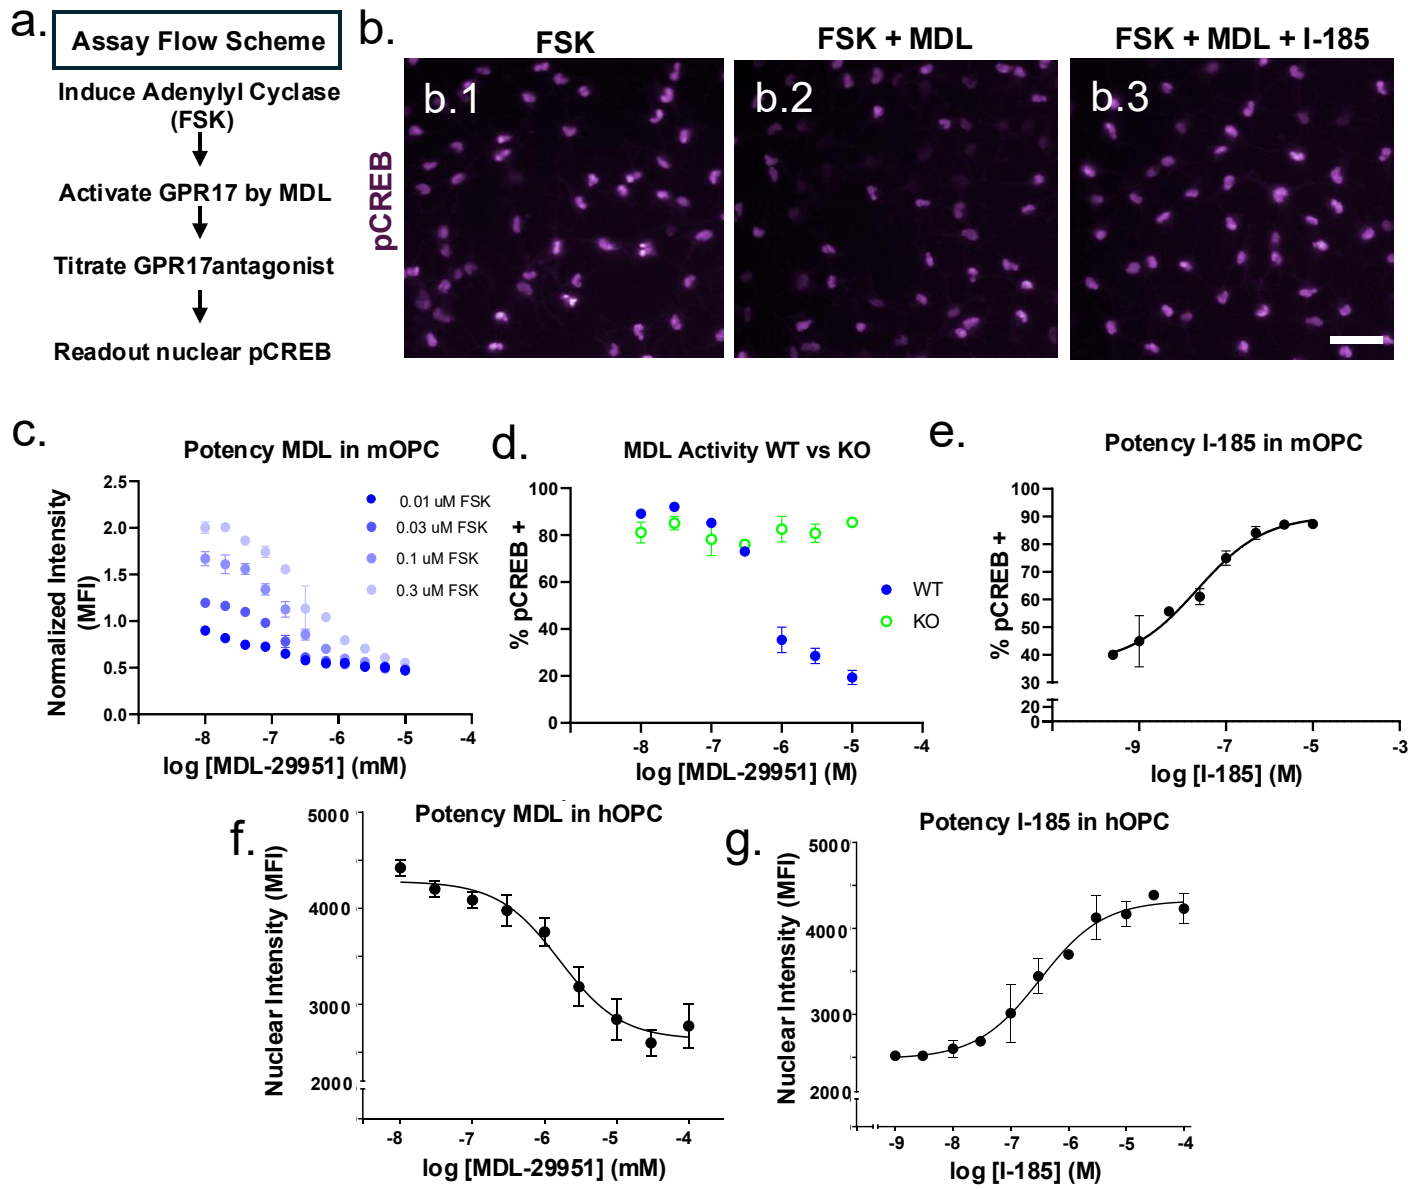 a.
Assay Flow Scheme
Induce Adenylyl Cyclase
(FSK)
Activate GPR17 by MDL
Titrate GPR17antagonist
Readout nuclear pCREB
b.
FSK
FSK + MDL
FSK + MDL + I-185
pCREB
b.1
b.2
b.3
c.
Potency MDL in mOPC
Normalized Intensity
(MFI)
2.5
2.0
1.5
1.0
0.5
0.0
-8
-7
-6
-5
-4
log [MDL-29951] (mM)
0.01 uM FSK
0.03 uM FSK
0.1 uM FSK
0.3 uM FSK
d.
MDL Activity WT vs KO
% pCREB +
100
80
60
40
20
0
-8
-7
-6
-5
-4
log [MDL-29951] (M)
WT
KO
e.
Potency I-185 in mOPC
% pCREB +
100
90
80
70
60
50
40
30
20
0
-9
-7
-5
-3
log [I-185] (M)
f.
Potency MDL in hOPC
Nuclear Intensity (MFI)
5000
4000
3000
2000
-8
-7
-6
-5
-4
log [MDL-29951] (mM)
g.
Potency I-185 in hOPC
Nuclear Intensity (MFI)
5000
4000
3000
2000
-9
-8
-7
-6
-5
-4
log [I-185] (M)